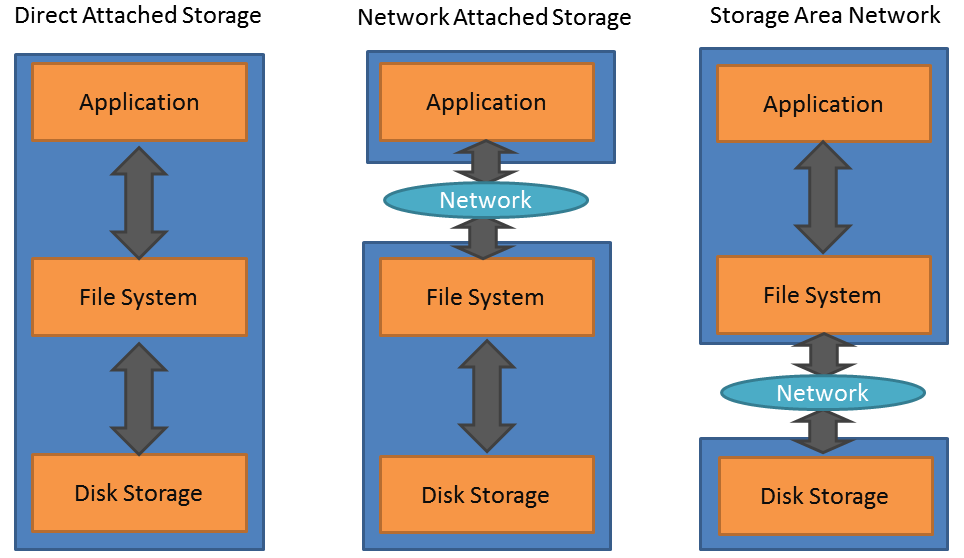 Direct Attached Storage
Application
File System
Disk Storage
Network Attached Storage
Application
Network
File System
Disk Storage
Storage Area Network
Application
File System
Network
Disk Storage